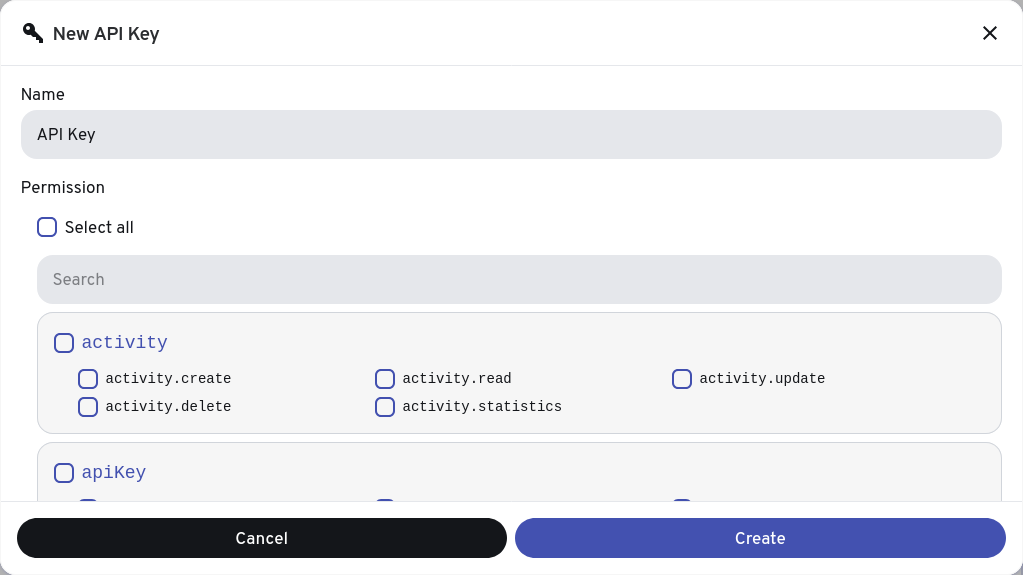 New API Key
Name
API Key
Permission
Select all
Search
activity
activity.create activity.read activity.update
activity.delete activity.statistics
apiKey
Cancel Create